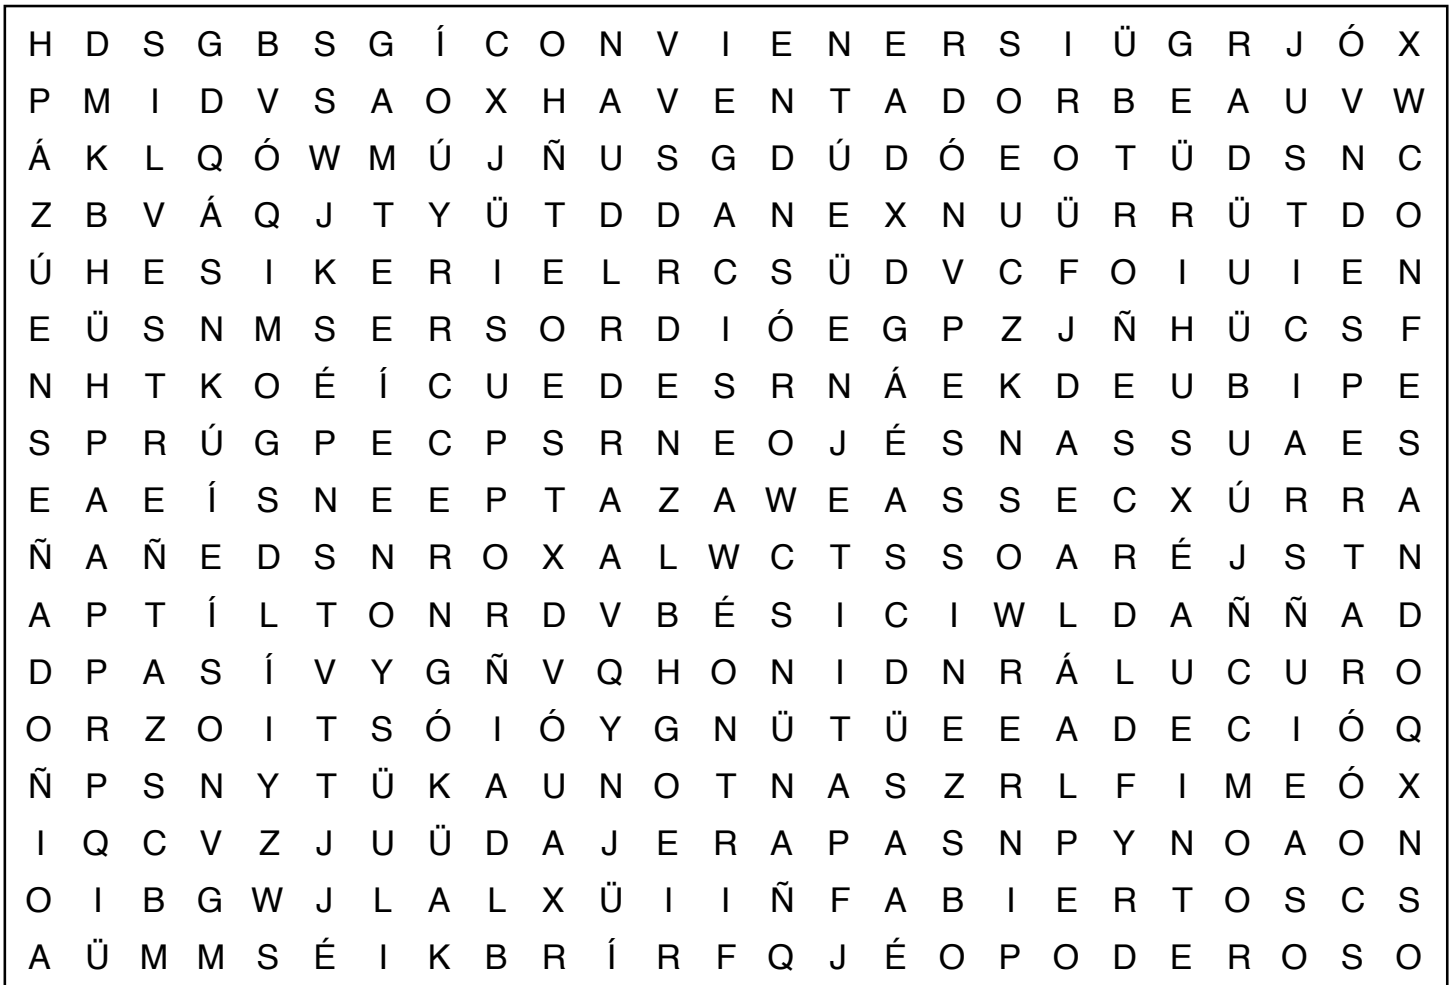 H D S G B S G Í C O N V I E N E R S I Ü G R J Ó X
P M I D V S A O X H A V E N T A D O R B E A U V W
Á K L Q Ó W M Ú J Ñ U S G D Ú D Ó E O T Ü D S N C
Z B V Á Q J T Y Ü T D D A N E X N U Ü R R Ü T D O
Ú H E S I K E R I E L R C S Ü D V C F O I U I E N
E Ü S N M S E R S O R D I Ó E G P Z J Ñ H Ü C S F
N H T K O É Í C U E D E S R N Á E K D E U B I P E
S P R Ú G P E C P S R N E O J É S N A S S U A E S
E A E Í S N E E P T A Z A W E A S S E C X Ú R R A
Ñ A Ñ E D S N R O X A L W C T S S O A R É J S T N
A P T Í L T O N R D V B É S I C I W L D A Ñ Ñ A D
D P A S Í V Y G Ñ V Q H O N I D N R Á L U C U R O
O R Z O I T S Ó I Ó Y G N Ü T Ü E E A D E C I Ó Q
Ñ P S N Y T Ü K A U N O T N A S Z R L F I M E Ó X
I Q C V Z J U Ü D A J E R A P A S N P Y N O A O N
O I B G W J L A L X Ü I I Ñ F A B I E R T O S C S
A Ü M M S É I K B R Í R F Q J É O P O D E R O S O